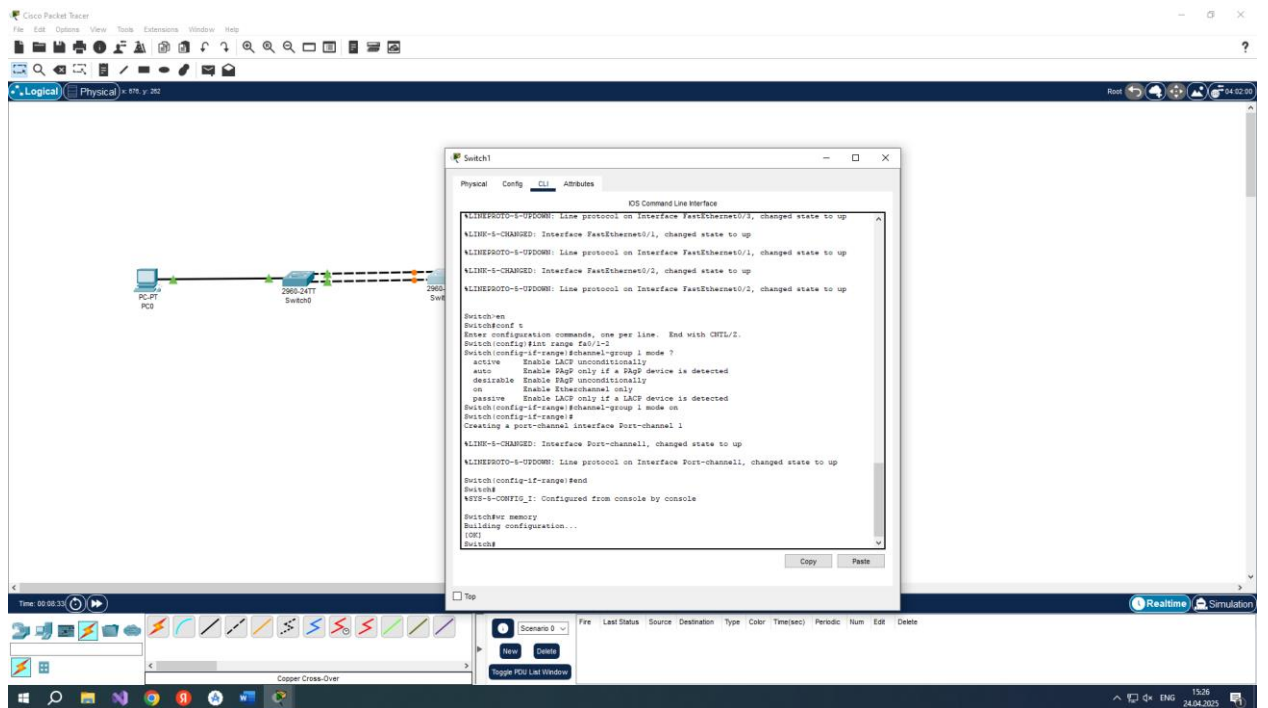 Cisco Packet Tracer
File Edit Options View Tools Extensions Window Help
?
Logical Physical x: 878, y: 262 Root 04:02:00
Switch1
Physical Config CLI Attributes
IOS Command Line Interface
%LINEPROTO-5-UPDOWN: Line protocol on Interface FastEthernet0/3, changed state to up
%LINK-5-CHANGED: Interface FastEthernet0/1, changed state to up
%LINEPROTO-5-UPDOWN: Line protocol on Interface FastEthernet0/1, changed state to up
%LINK-5-CHANGED: Interface FastEthernet0/2, changed state to up
%LINEPROTO-5-UPDOWN: Line protocol on Interface FastEthernet0/2, changed state to up
Switch>en
Switch#conf t
Enter configuration commands, one per line. End with CNTL/Z.
Switch(config)#int range fa0/1-2
Switch(config-if-range)#channel-group 1 mode ?
active Enable LACP unconditionally
auto Enable PAgP only if a PAgP device is detected
desirable Enable PAgP unconditionally
on Enable Etherchannel only
passive Enable LACP only if a LACP device is detected
Switch(config-if-range)#channel-group 1 mode on
Switch(config-if-range)#
Creating a port-channel interface Port-channel 1
%LINK-5-CHANGED: Interface Port-channel1, changed state to up
%LINEPROTO-5-UPDOWN: Line protocol on Interface Port-channel1, changed state to up
Switch(config-if-range)#end
Switch#
%SYS-5-CONFIG_I: Configured from console by console
Switch#wr memory
Building configuration...
[OK]
Switch#
Copy Paste
Top
PC-PT
PC0
2960-24TT
Switch0
2960-
Swit
Time: 00:08:33 Realtime Simulation
Scenario 0
New Delete
Toggle PDU List Window
Fire Last Status Source Destination Type Color Time(sec) Periodic Num Edit Delete
Copper Cross-Over
ENG 15:26
24.04.2025